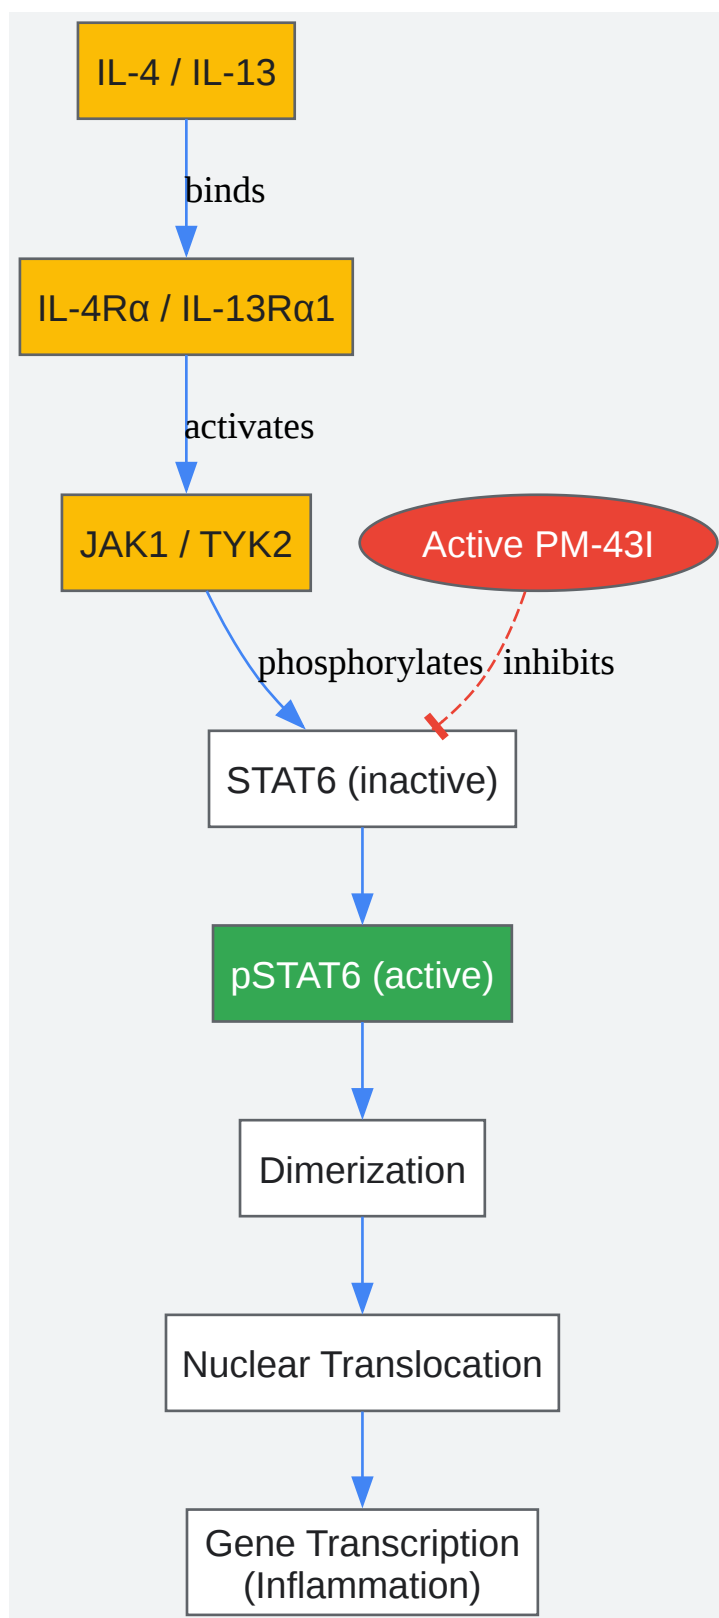 IL-4 / IL-13
binds
IL-4Rα / IL-13Rα1
activates
JAK1 / TYK2
Active PM-43I
phosphorylates
inhibits
STAT6 (inactive)
pSTAT6 (active)
Dimerization
Nuclear Translocation
Gene Transcription
(Inflammation)